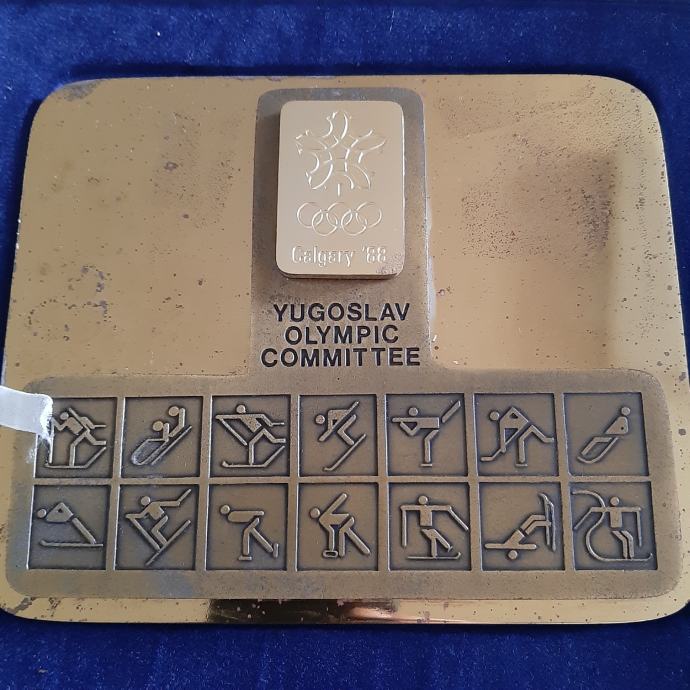 Calgary '88
YUGOSLAV
OLYMPIC
COMMITTEE